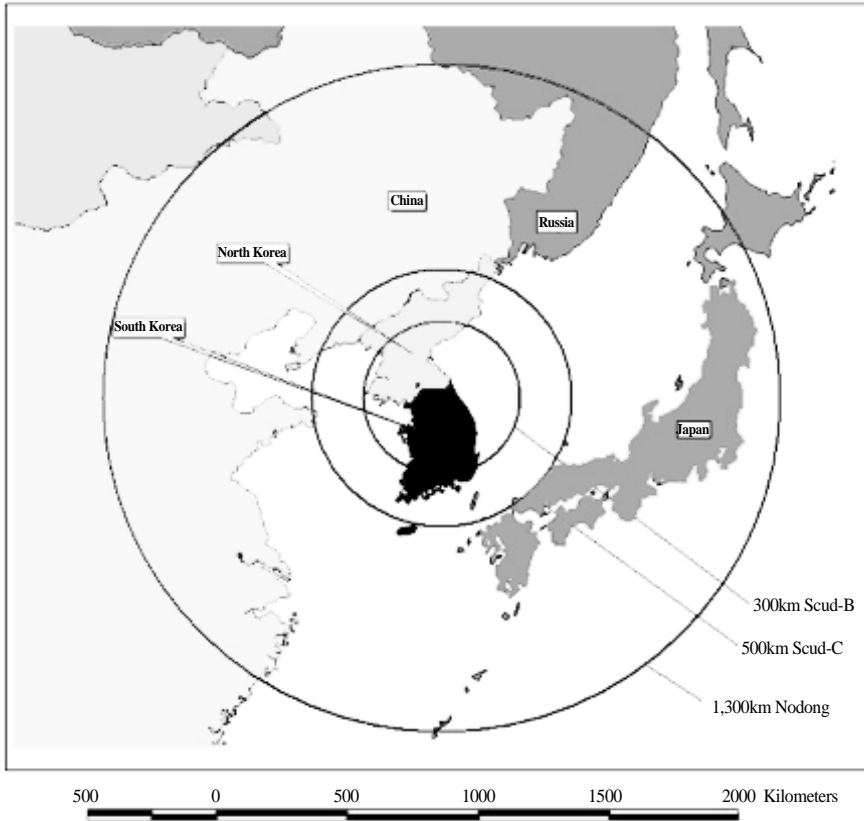 China
Russia
North Korea
South Korea
Japan
300km Scud-B
500km Scud-C
1,300km Nodong
500 0 500 1000 1500 2000 Kilometers